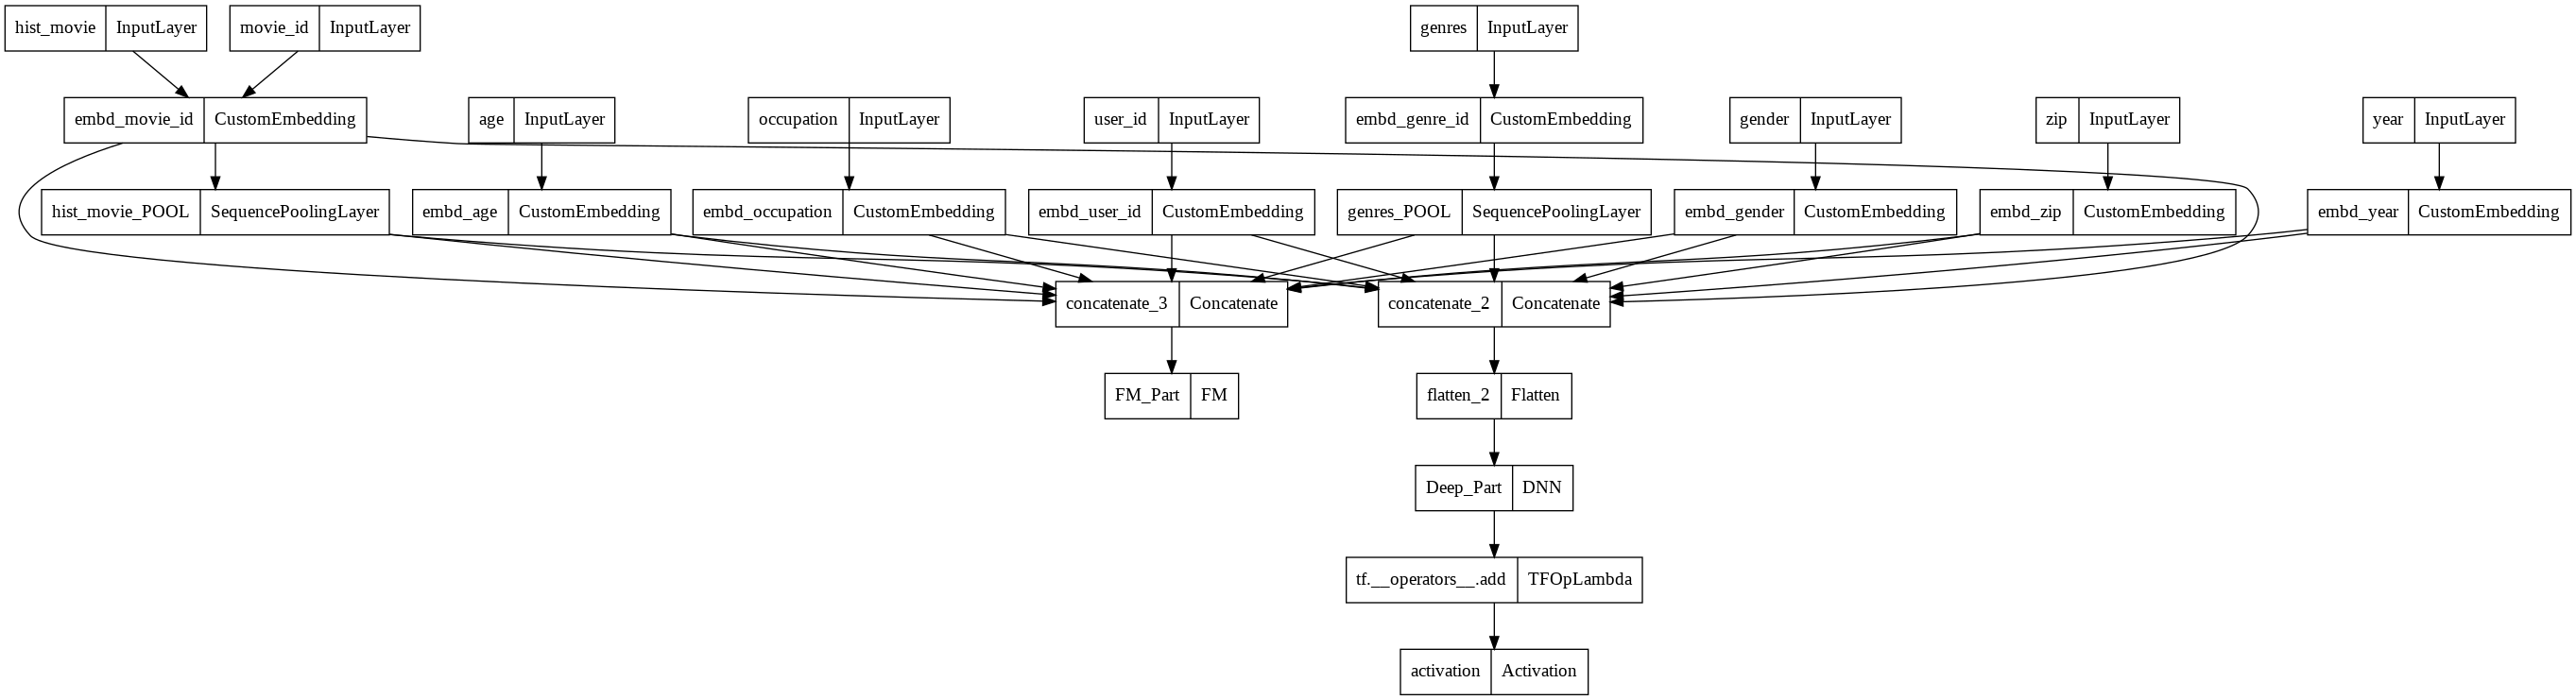 hist_movie InputLayer
movie_id InputLayer
genres InputLayer
embd_movie_id CustomEmbedding
age InputLayer
occupation InputLayer
user_id InputLayer
embd_genre_id CustomEmbedding
gender InputLayer
zip InputLayer
year InputLayer
hist_movie_POOL SequencePoolingLayer
embd_age CustomEmbedding
embd_occupation CustomEmbedding
embd_user_id CustomEmbedding
genres_POOL SequencePoolingLayer
embd_gender CustomEmbedding
embd_zip CustomEmbedding
embd_year CustomEmbedding
concatenate_3 Concatenate
concatenate_2 Concatenate
FM_Part FM
flatten_2 Flatten
Deep_Part DNN
tf.__operators__.add TFOpLambda
activation Activation